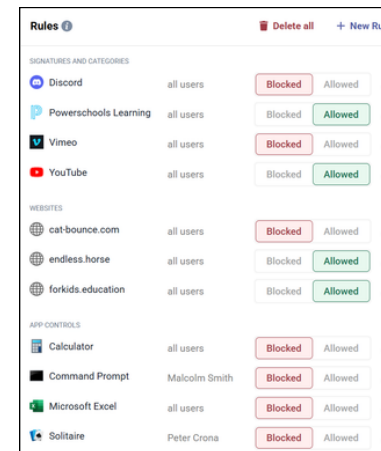 Rules
Delete all + New Ru
SIGNATURES AND CATEGORIES
Discord all users Blocked Allowed
Powerschools Learning all users Blocked Allowed
Vimeo all users Blocked Allowed
YouTube all users Blocked Allowed
WEBSITES
cat-bounce.com all users Blocked Allowed
endless.horse all users Blocked Allowed
forkids.education all users Blocked Allowed
APP CONTROLS
Calculator all users Blocked Allowed
Command Prompt Malcolm Smith Blocked Allowed
Microsoft Excel all users Blocked Allowed
Solitaire Peter Crona Blocked Allowed